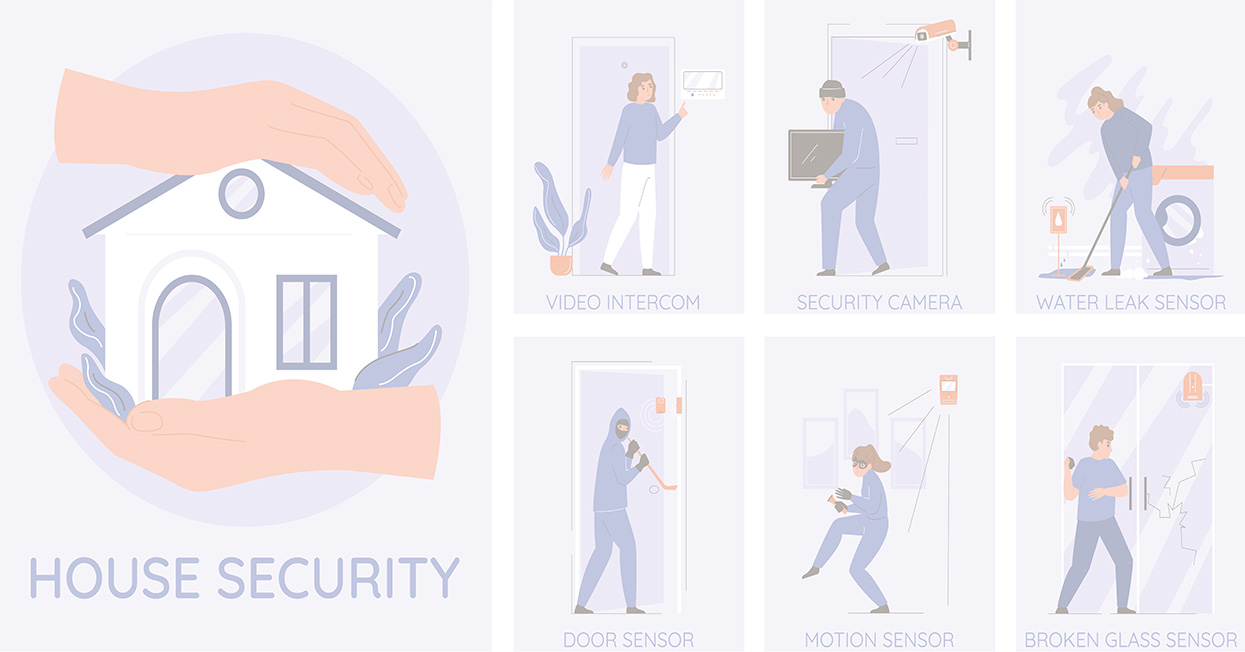 HOUSE SECURITY
VIDEO INTERCOM
SECURITY CAMERA
WATER LEAK SENSOR
DOOR SENSOR
MOTION SENSOR
BROKEN GLASS SENSOR